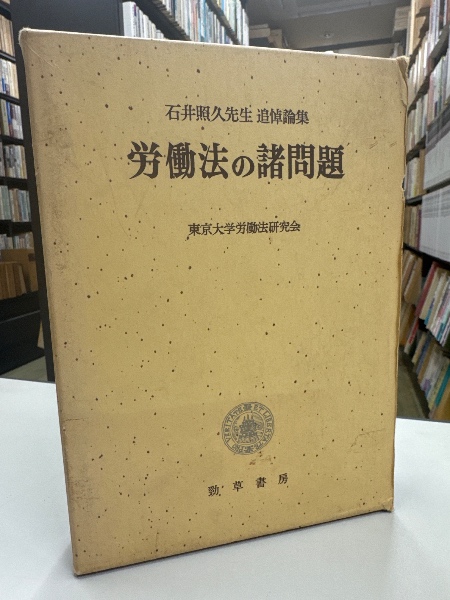 石井照久先生 追悼論集
労働法の諸問題
東京大学労働法研究会
勁草書房